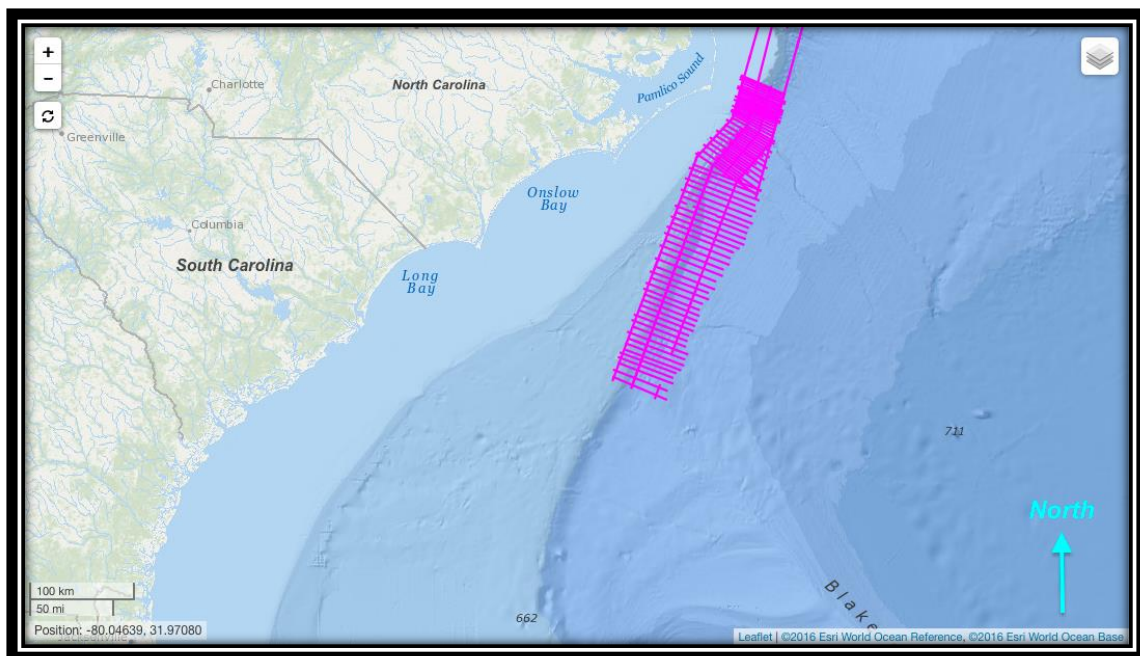 +
−
Charlotte
North Carolina
Pamlico Sound
Greenville
Onslow
Bay
Columbia
South Carolina
Long
Bay
711
North
100 km
50 mi
662
Blake
Position: -80.04639, 31.97080
Jacksonville
Leaflet | ©2016 Esri World Ocean Reference, ©2016 Esri World Ocean Base